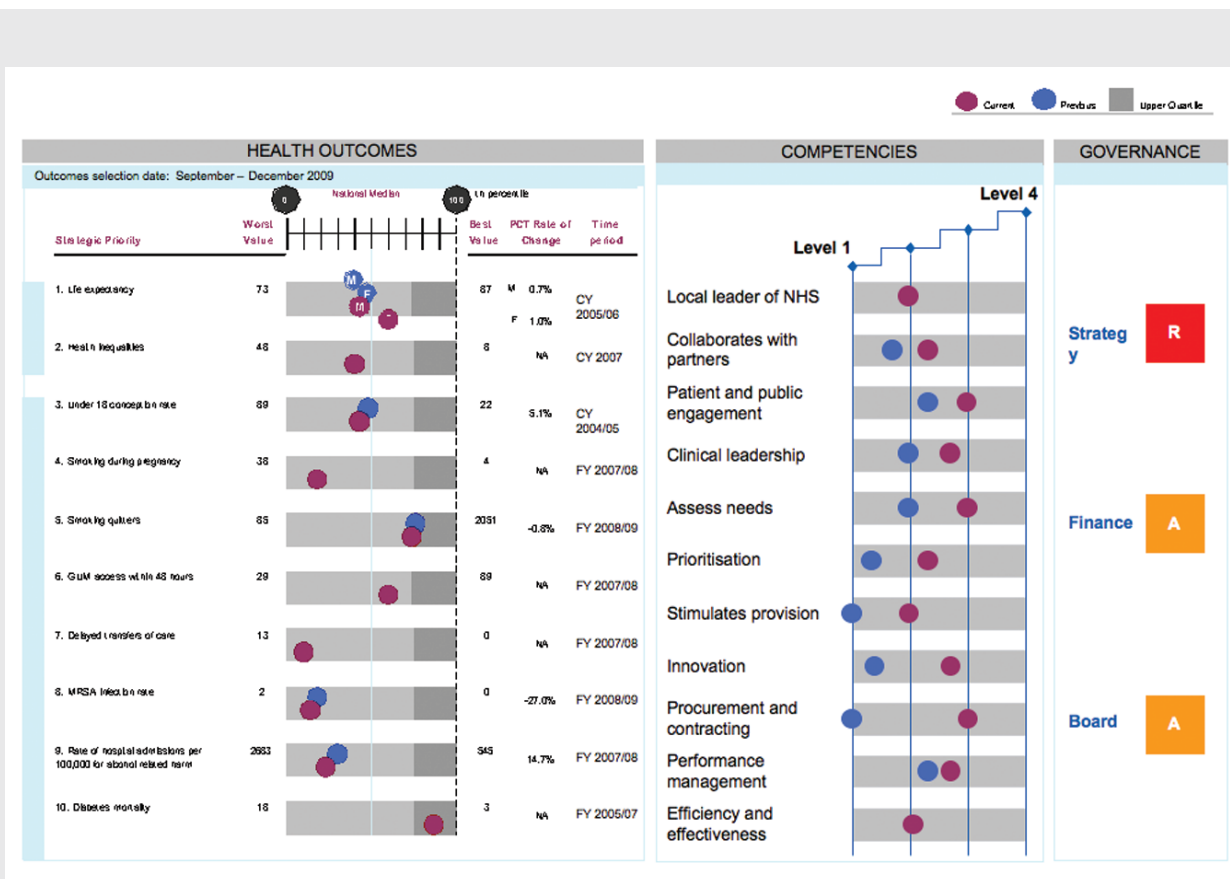 Current Previous Upper Quartile
HEALTH OUTCOMES
Outcomes selection date: September – December 2009
0 National Median 100 percentile
Strategic Priority Worst Value Best Value PCT Rate of Change Time period
1. Life expectancy 73 87 M 0.7% CY 2005/06
F 1.0%
M
F
M
2. Health inequalities 46 8 NA CY 2007
3. Under 18 conception rate 89 22 5.1% CY 2004/05
4. Smoking during pregnancy 38 4 NA FY 2007/08
5. Smoking quitters 85 2051 -0.8% FY 2008/09
6. GUM access within 48 hours 29 89 NA FY 2007/08
7. Delayed transfers of care 13 0 NA FY 2007/08
8. MRSA infection rate 2 0 -27.0% FY 2008/09
9. Rate of hospital admissions per
100,000 for alcohol related harm 2683 545 14.7% FY 2007/08
10. Diabetes mortality 18 3 NA FY 2005/07
COMPETENCIES
Level 4
Level 1
Local leader of NHS
Collaborates with
partners
Patient and public
engagement
Clinical leadership
Assess needs
Prioritisation
Stimulates provision
Innovation
Procurement and
contracting
Performance
management
Efficiency and
effectiveness
GOVERNANCE
Strateg
y
R
Finance A
Board A